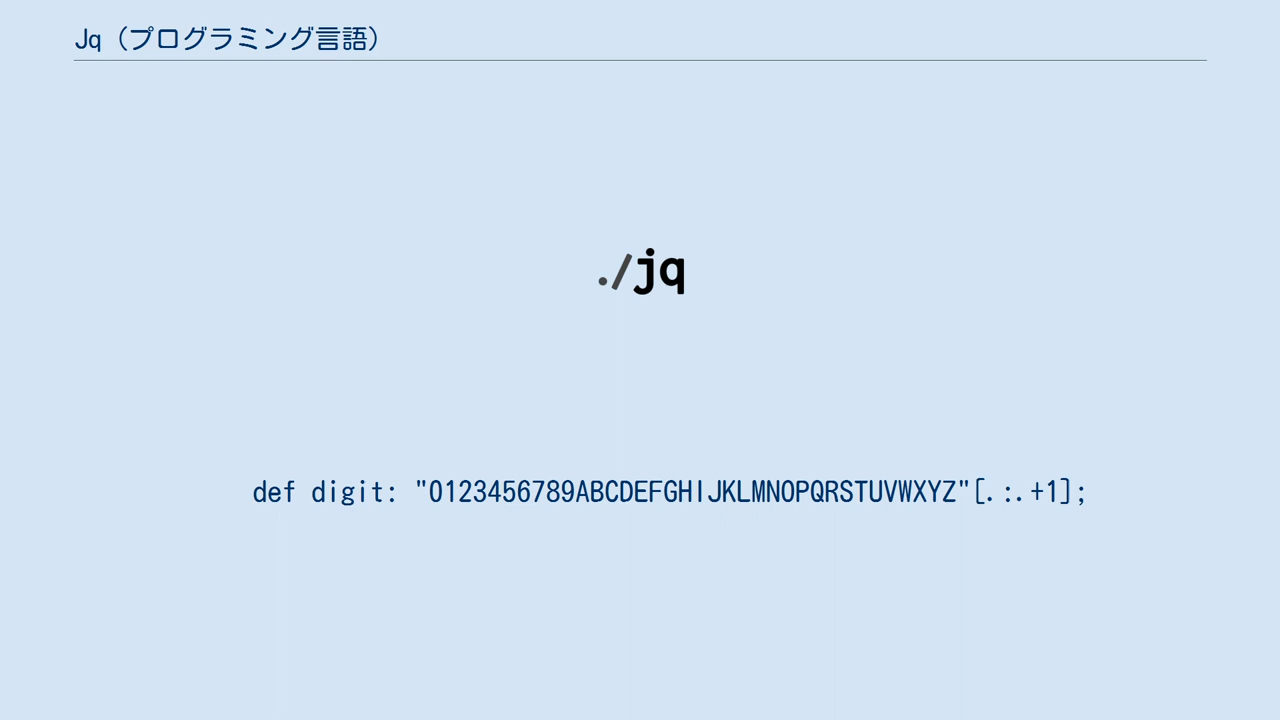 Jq（プログラミング言語）
./jq
def digit: "0123456789ABCDEFGHIJKLMNOPQRSTUVWXYZ"[.:.+1];